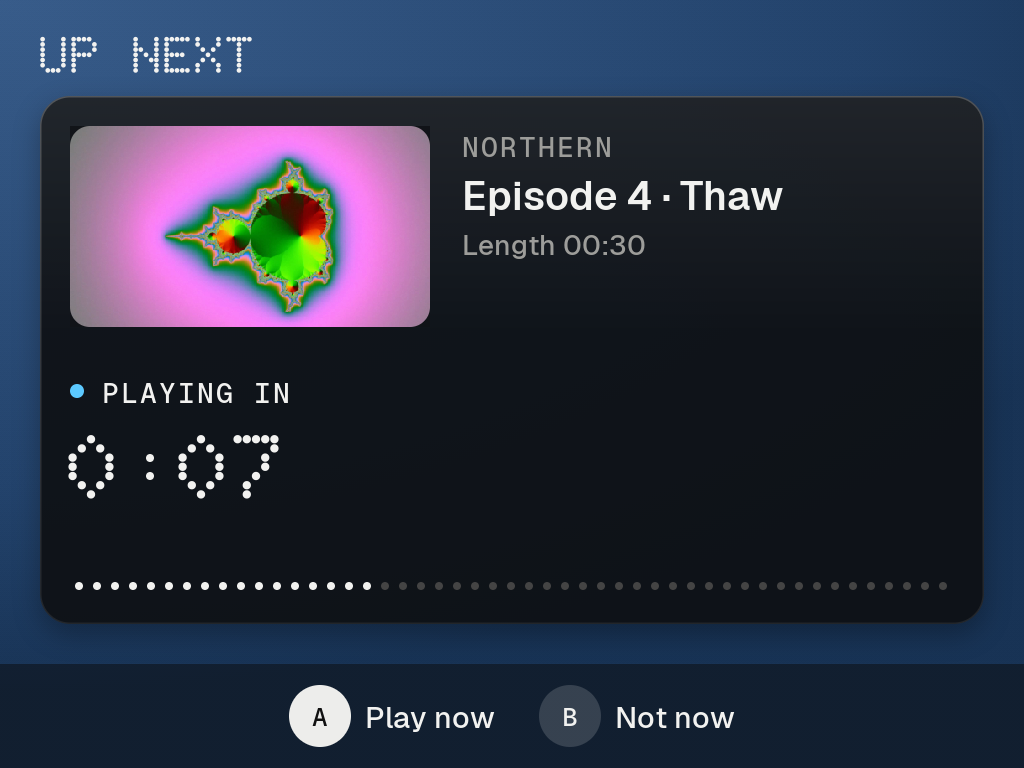 UP NEXT
NORTHERN
Episode 4 · Thaw
Length 00:30
PLAYING IN
0:07
A Play now B Not now